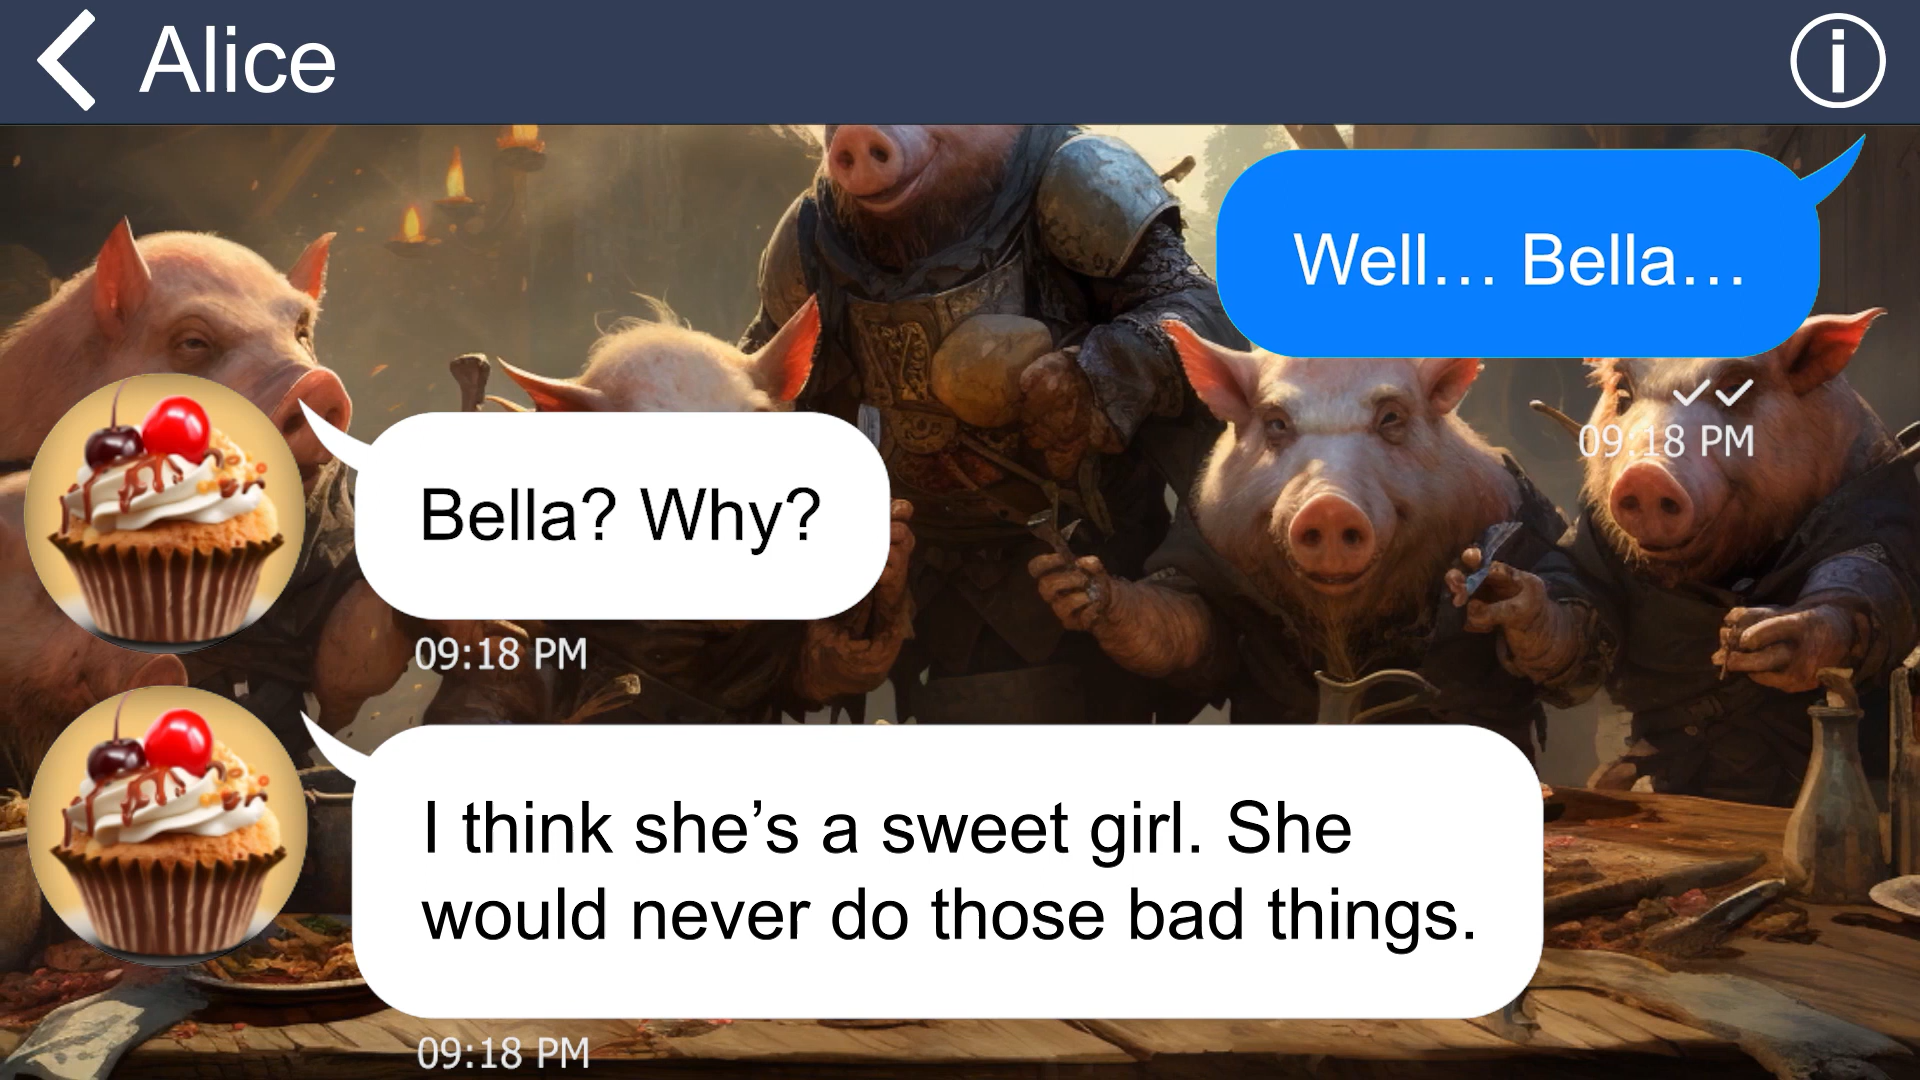 Alice
Well… Bella…
09:18 PM
Bella? Why?
09:18 PM
I think she’s a sweet girl. She
would never do those bad things.
09:18 PM